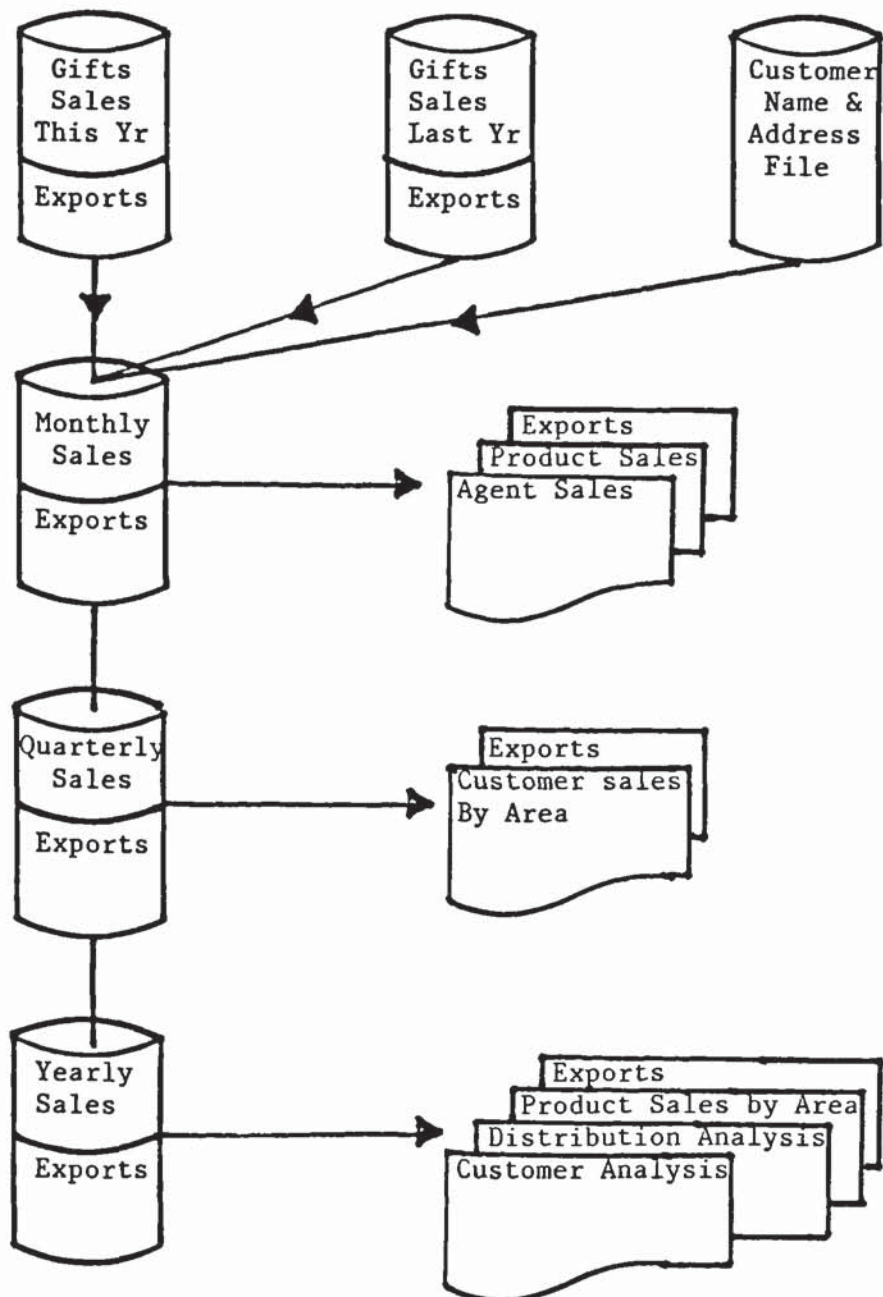 Gifts
Sales
This Yr
Exports
Gifts
Sales
Last Yr
Exports
Customer
Name &
Address
File
Monthly
Sales
Exports
Exports
Product Sales
Agent Sales
Quarterly
Sales
Exports
Exports
Customer sales
By Area
Yearly
Sales
Exports
Exports
Product Sales by Area
Distribution Analysis
Customer Analysis